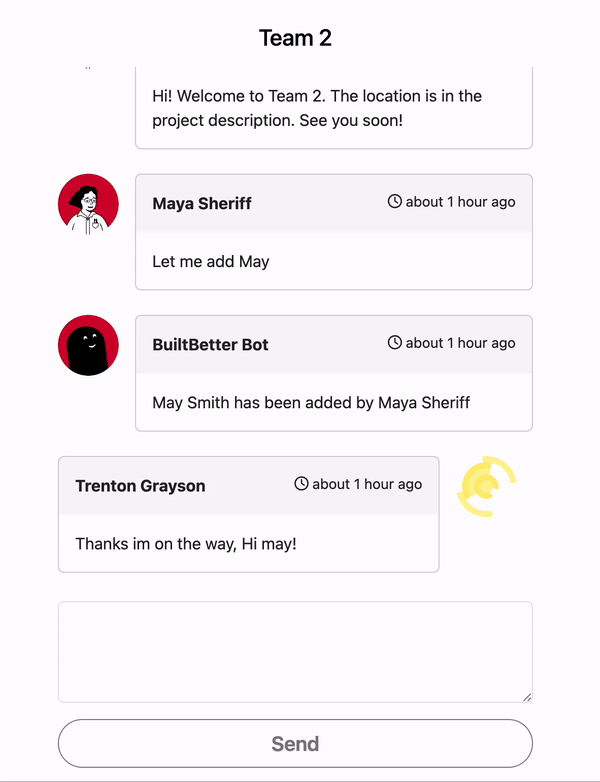 Team 2
Hi! Welcome to Team 2. The location is in the
project description. See you soon!
Maya Sheriff
about 1 hour ago
Let me add May
BuiltBetter Bot
about 1 hour ago
May Smith has been added by Maya Sheriff
Trenton Grayson
about 1 hour ago
Thanks im on the way, Hi may!
Send